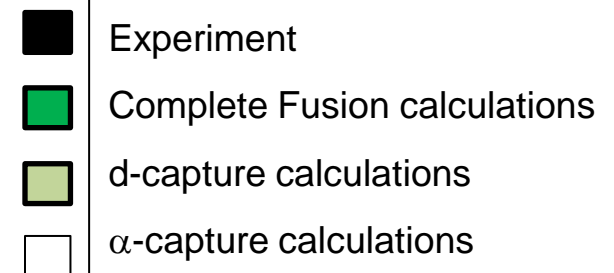 Experiment
Complete Fusion calculations
d-capture calculations
α-capture calculations